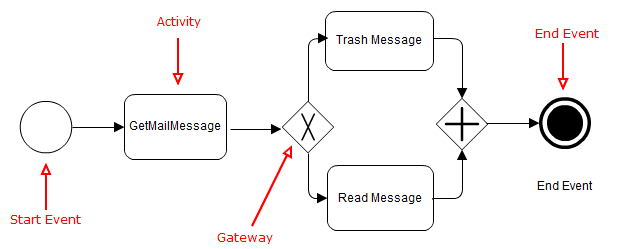 Activity
End Event
Trash Message
GetMailMessage
Read Message
End Event
Start Event
Gateway